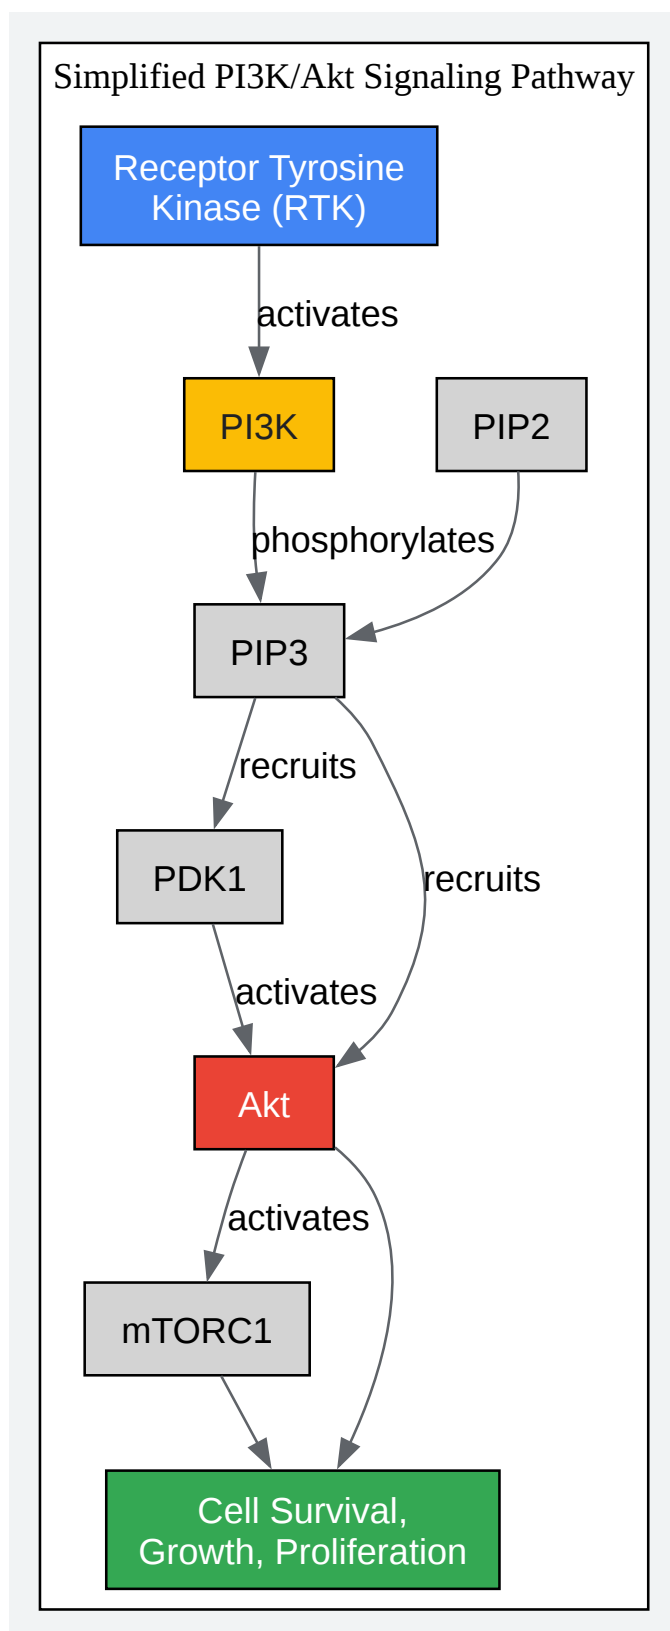 Simplified PI3K/Akt Signaling Pathway
Receptor Tyrosine
Kinase (RTK)
activates
PI3K
PIP2
phosphorylates
PIP3
recruits
PDK1
recruits
activates
Akt
activates
mTORC1
Cell Survival,
Growth, Proliferation